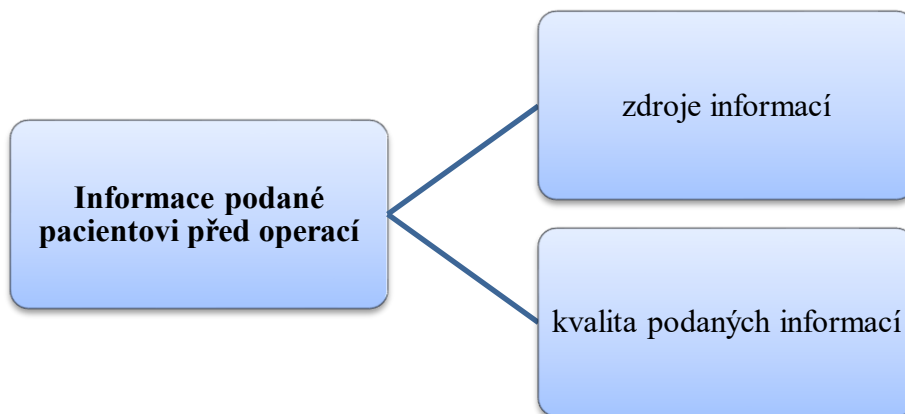 Informace podané
pacientovi před operací
zdroje informací
kvalita podaných informací